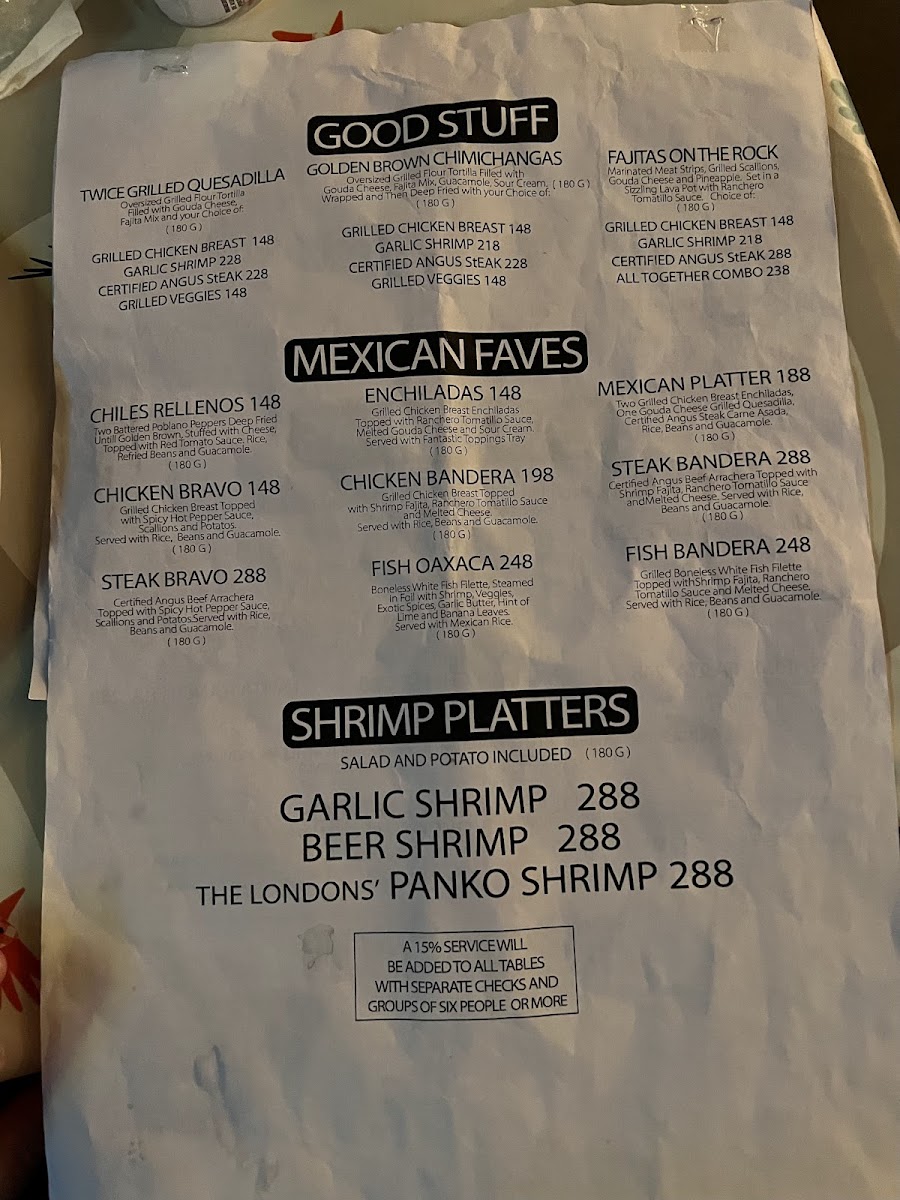 GOOD STUFF
TWICE GRILLED QUESADILLA
Oversized Grilled Flour Tortilla
Filled with Gouda Cheese,
Fajita Mix and your Choice of:
( 180 G )
GRILLED CHICKEN BREAST 148
GARLIC SHRIMP 228
CERTIFIED ANGUS StEAK 228
GRILLED VEGGIES 148
GOLDEN BROWN CHIMICHANGAS
Oversized Grilled Flour Tortilla Filled with
Gouda Cheese, Fajita Mix, Guacamole, Sour Cream, ( 180 G )
Wrapped and Then Deep Fried with your Choice of:
( 180 G )
GRILLED CHICKEN BREAST 148
GARLIC SHRIMP 218
CERTIFIED ANGUS StEAK 228
GRILLED VEGGIES 148
FAJITAS ON THE ROCK
Marinated Meat Strips, Grilled Scallions,
Gouda Cheese and Pineapple. Set in a
Sizzling Lava Pot with Ranchero
Tomatillo Sauce. Choice of:
( 180 G )
GRILLED CHICKEN BREAST 148
GARLIC SHRIMP 218
CERTIFIED ANGUS StEAK 288
ALL TOGETHER COMBO 238
MEXICAN FAVES
CHILES RELLENOS 148
Two Battered Poblano Peppers Deep Fried
Untill Golden Brown, Stuffed with cheese,
Topped with Red Tomato Sauce, Rice,
Refried Beans and Guacamole.
( 180 G )
CHICKEN BRAVO 148
Grilled Chicken Breast Topped
with Spicy Hot Pepper Sauce,
Scallions and Potatos.
Served with Rice, Beans and Guacamole.
( 180 G )
STEAK BRAVO 288
Certified Angus Beef Arrachera
Topped with Spicy Hot Pepper Sauce,
Scallions and Potatos.Served with Rice,
Beans and Guacamole.
( 180 G )
ENCHILADAS 148
Grilled Chicken Breast Enchiladas
Topped with Ranchero Tomatillo Sauce,
Melted Gouda Cheese and Sour Cream.
Served with Fantastic Toppings Tray
( 180 G )
CHICKEN BANDERA 198
Grilled Chicken Breast Topped
with Shrimp Fajita, Ranchero Tomatillo Sauce
and Melted Cheese.
Served with Rice, Beans and Guacamole.
( 180 G )
FISH OAXACA 248
Boneless White Fish Filette, Steamed
in Foil with Shrimp, Veggies,
Exotic Spices, Garlic Butter, Hint of
Lime and Banana Leaves.
Served with Mexican Rice.
( 180 G )
MEXICAN PLATTER 188
Two Grilled Chicken Breast Enchiladas,
One Gouda Cheese Grilled Quesadilla,
Certified Angus Steak Carne Asada,
Rice, Beans and Guacamole.
( 180 G )
STEAK BANDERA 288
Certified Angus Beef Arrachera Topped with
Shrimp Fajita, Ranchero Tomatillo Sauce
andMelted Cheese. Served with Rice,
Beans and Guacamole.
( 180 G )
FISH BANDERA 248
Grilled Boneless White Fish Filette
Topped withShrimp Fajita, Ranchero
Tomatillo Sauce and Melted Cheese,
Served with Rice, Beans and Guacamole.
( 180 G )
SHRIMP PLATTERS
SALAD AND POTATO INCLUDED ( 180 G )
GARLIC SHRIMP 288
BEER SHRIMP 288
THE LONDONS' PANKO SHRIMP 288
A 15% SERVICE WILL
BE ADDED TO ALL TABLES
WITH SEPARATE CHECKS AND
GROUPS OF SIX PEOPLE OR MORE